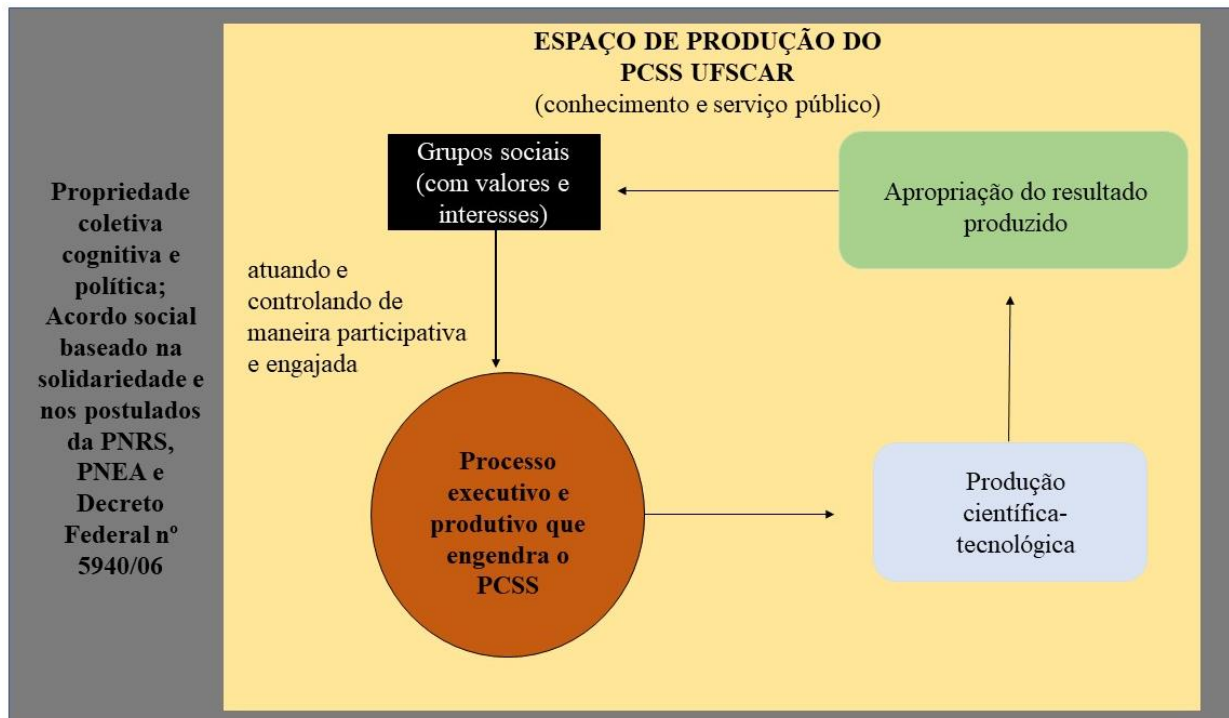 ESPAÇO DE PRODUÇÃO DO
PCSS UFSCAR
(conhecimento e serviço público)
Propriedade
coletiva
cognitiva e
política;
Acordo social
baseado na
solidariedade e
nos postulados
da PNRS,
PNEA e
Decreto
Federal nº
5940/06
Grupos sociais
(com valores e
interesses)
atuando e
controlando de
maneira participativa
e engajada
Processo
executivo e
produtivo que
engendra o
PCSS
Produção
científica-
tecnológica
Apropriação do resultado
produzido